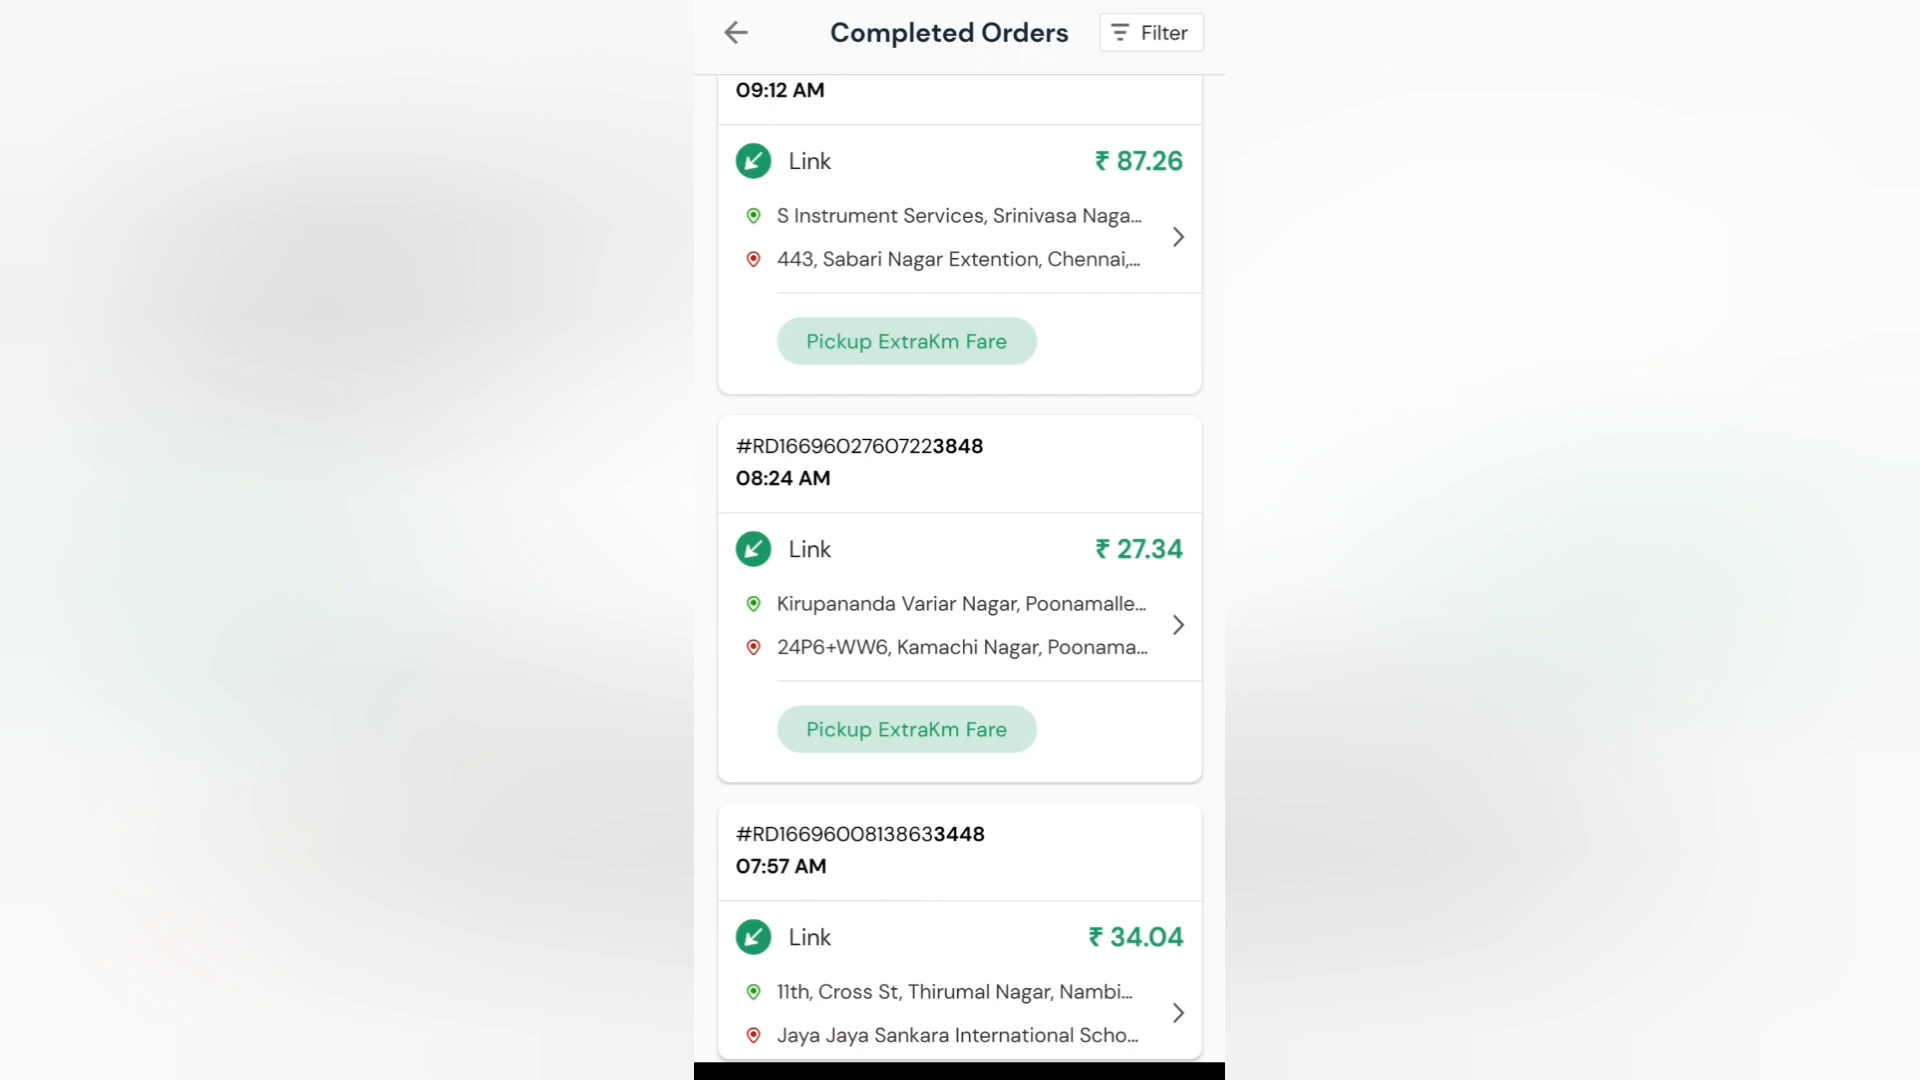 Completed Orders
Filter
09:12 AM
Link
₹ 87.26
S Instrument Services, Srinivasa Naga...
443, Sabari Nagar Extention, Chennai,...
Pickup ExtraKm Fare
#RD16696027607223848
08:24 AM
Link
₹ 27.34
Kirupananda Variar Nagar, Poonamalle...
24P6+WW6, Kamachi Nagar, Poonama...
Pickup ExtraKm Fare
#RD16696008138633448
07:57 AM
Link
₹ 34.04
11th, Cross St, Thirumal Nagar, Nambi...
Jaya Jaya Sankara International Scho...